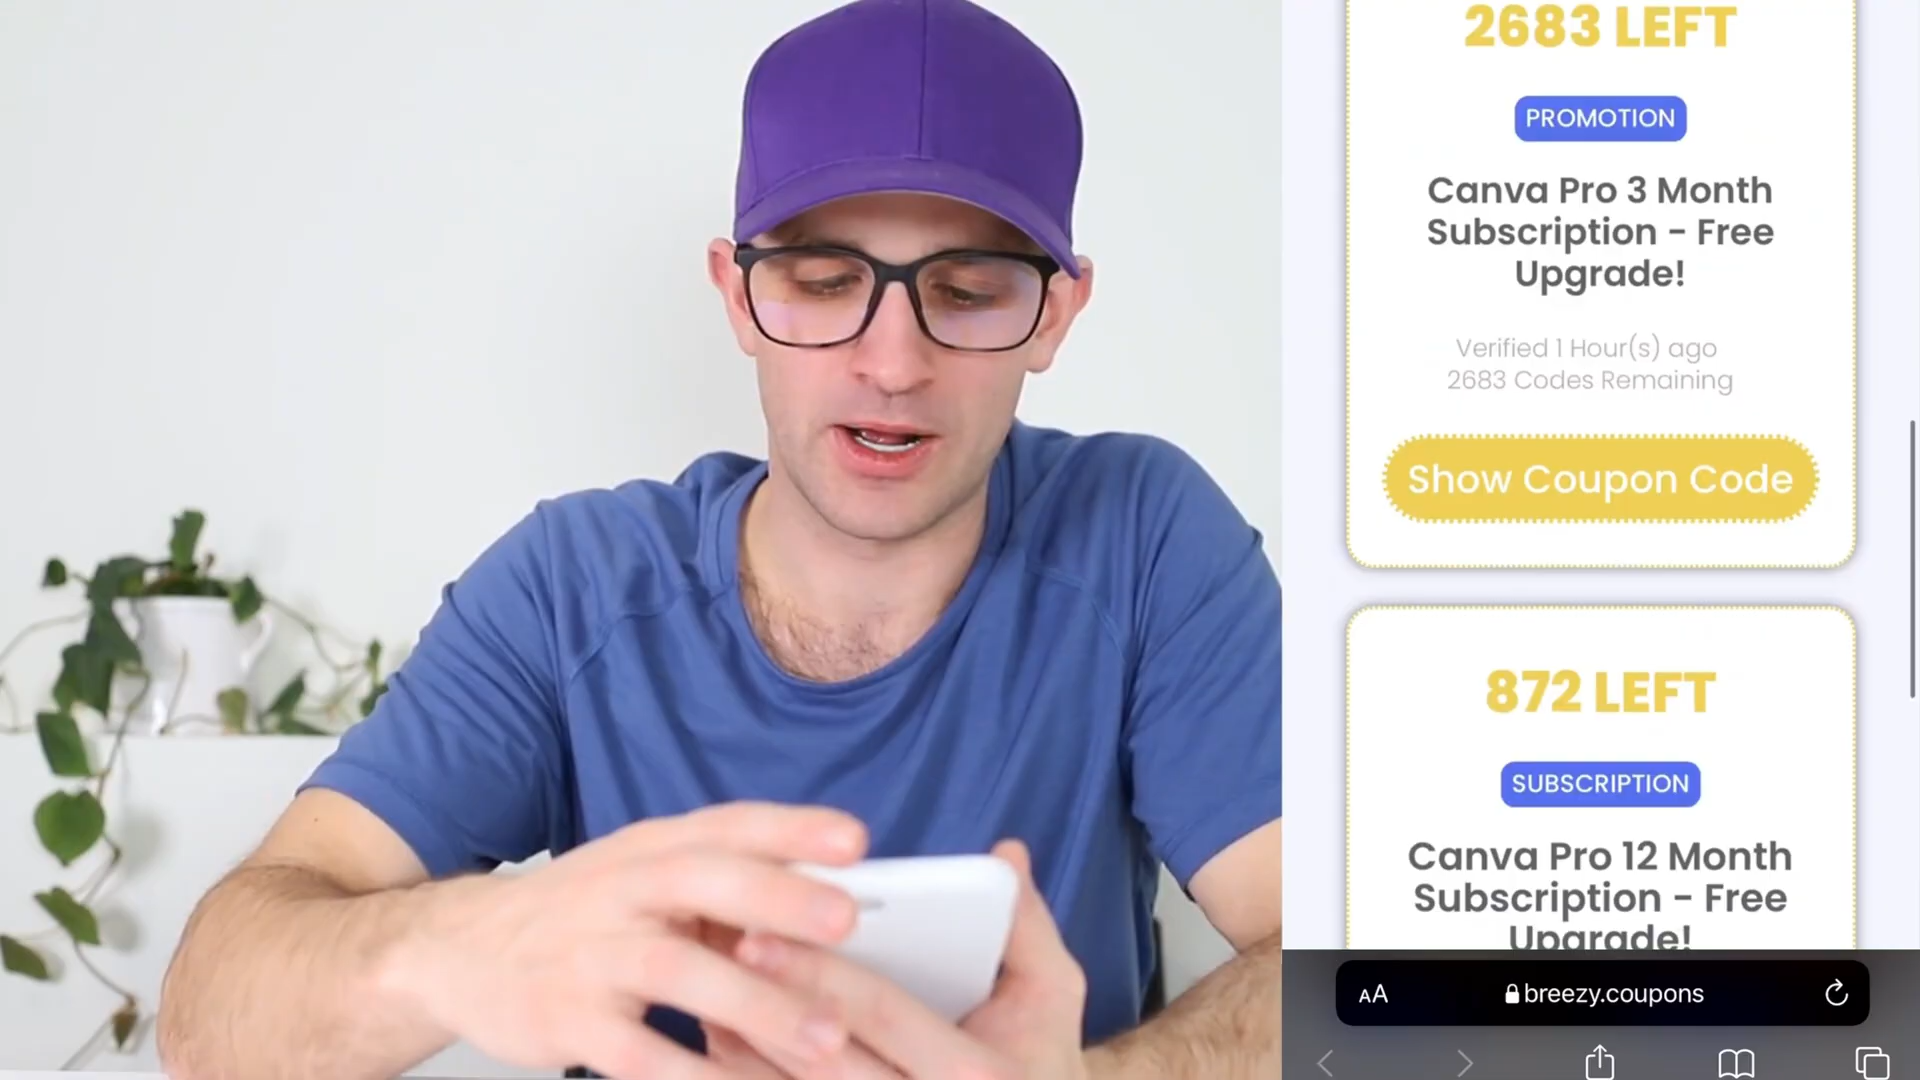 2683 LEFT
PROMOTION
Canva Pro 3 Month
Subscription - Free
Upgrade!
Verified 1 Hour(s) ago
2683 Codes Remaining
Show Coupon Code
872 LEFT
SUBSCRIPTION
Canva Pro 12 Month
Subscription - Free
Upgrade!
AA
breezy.coupons